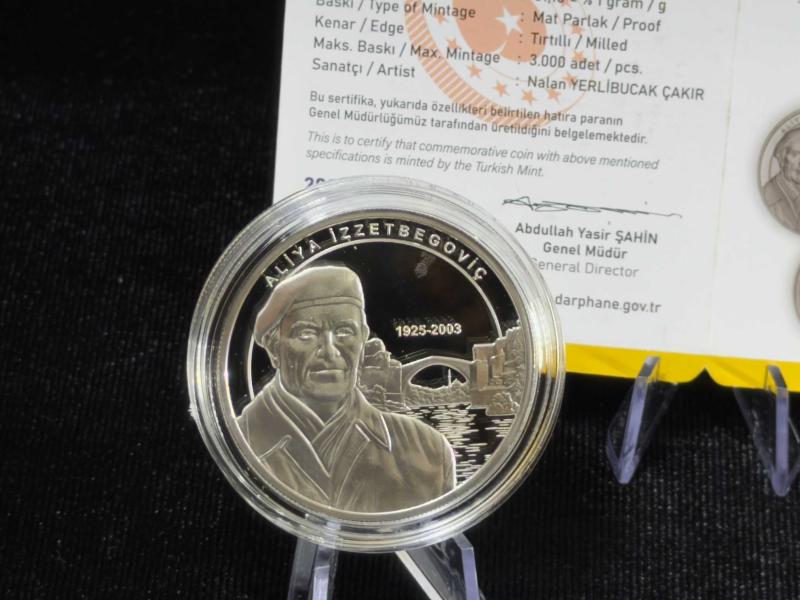 Baskı / Type of Mintage : Mat Parlak / Proof
Kenar / Edge : Tırtıllı / Milled
Maks. Baskı / Max. Mintage : 3.000 adet / pcs.
Sanatçı / Artist : Nalan YERLİBUCAK ÇAKIR
Bu sertifika, yukarıda özellikleri belirtilen hatıra paranın
Genel Müdürlüğümüz tarafından üretildiğini belgelemektedir.
This is to certify that commemorative coin with above mentioned
specifications is minted by the Turkish Mint.
Abdullah Yasir ŞAHİN
Genel Müdür
General Director
darphane.gov.tr
ALİYA İZZETBEGOVİÇ
1925-2003